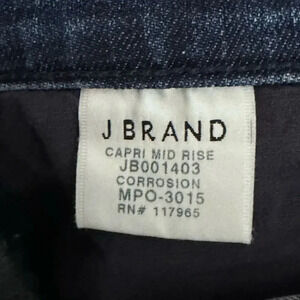 J BRAND
CAPRI MID RISE
JB001403
CORROSION
MPO-3015
RN# 117965